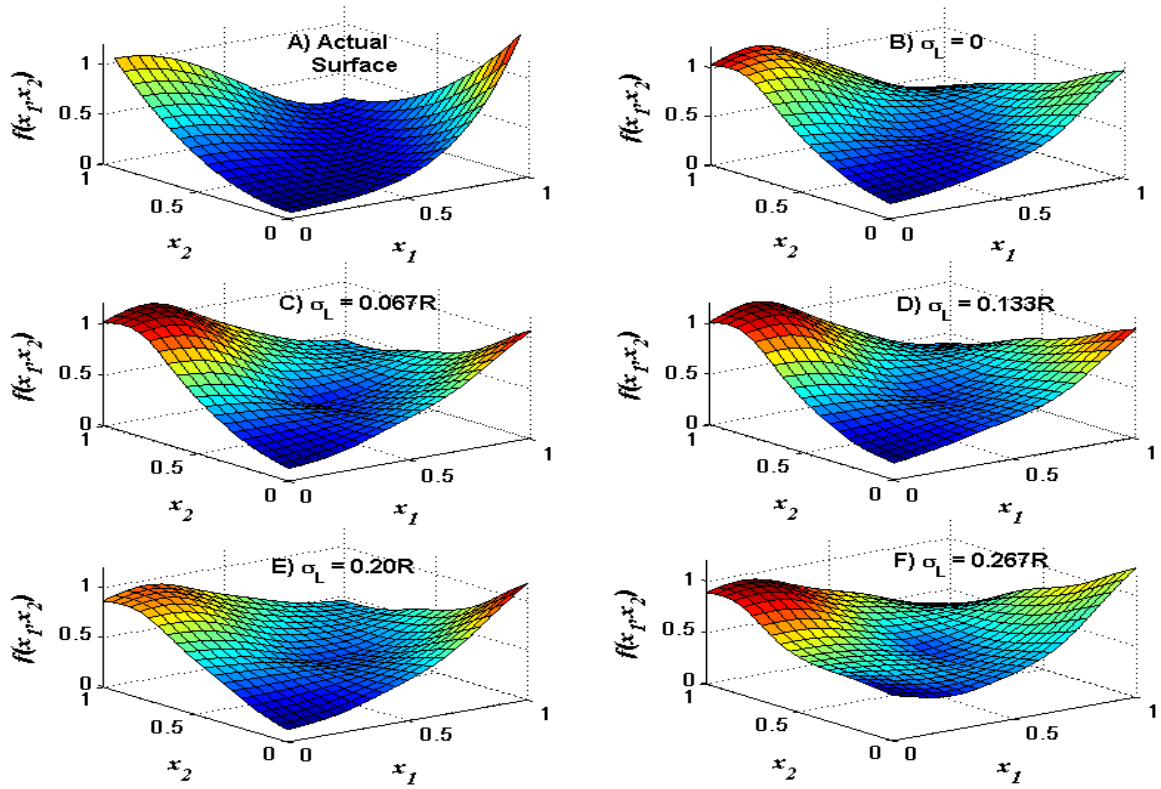 A) Actual
Surface
f(x₁,x₂)
1
0.5
0
1
0.5
0
x₂
0
0.5
1
x₁
B) σ_L = 0
f(x₁,x₂)
1
0.5
0
1
0.5
0
x₂
0
0.5
1
x₁
C) σ_L = 0.067R
f(x₁,x₂)
1
0.5
0
1
0.5
0
x₂
0
0.5
1
x₁
D) σ_L = 0.133R
f(x₁,x₂)
1
0.5
0
1
0.5
0
x₂
0
0.5
1
x₁
E) σ_L = 0.20R
f(x₁,x₂)
1
0.5
0
1
0.5
0
x₂
0
0.5
1
x₁
F) σ_L = 0.267R
f(x₁,x₂)
1
0.5
0
1
0.5
0
x₂
0
0.5
1
x₁